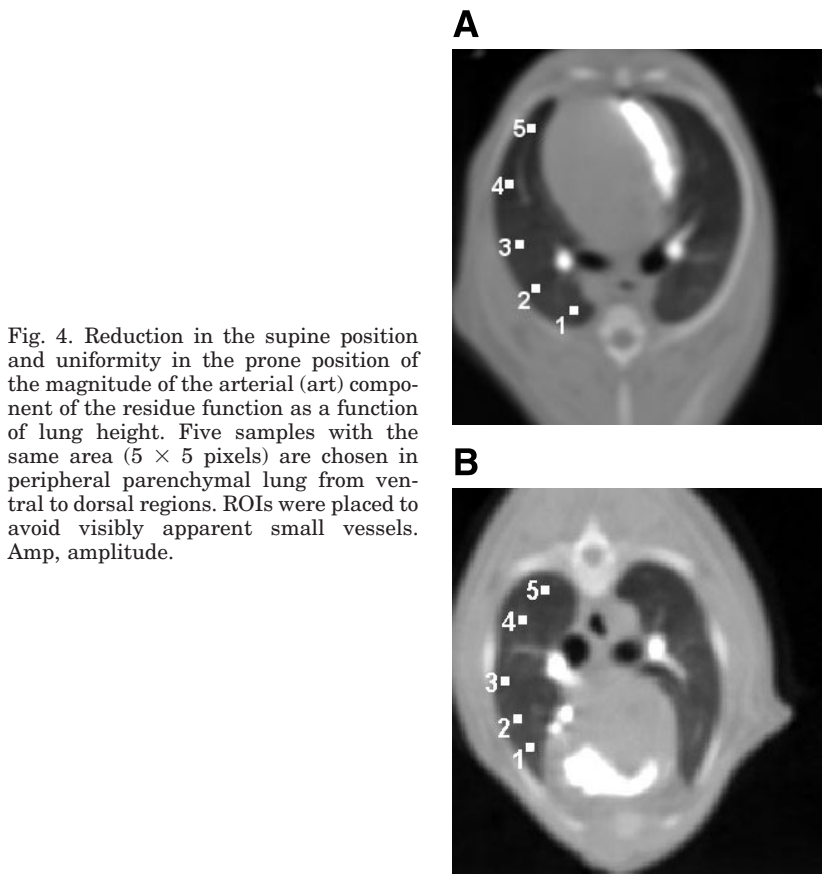 A
5
4
3
2
1
Fig. 4. Reduction in the supine position
and uniformity in the prone position of
the magnitude of the arterial (art) compo-
nent of the residue function as a function
of lung height. Five samples with the
same area (5 × 5 pixels) are chosen in
peripheral parenchymal lung from ven-
tral to dorsal regions. ROIs were placed to
avoid visibly apparent small vessels.
Amp, amplitude.
B
5
4
3
2
1